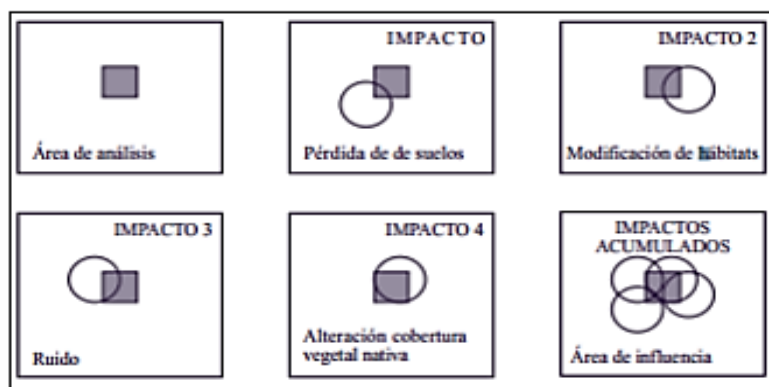 Área de análisis
IMPACTO
Pérdida de de suelos
IMPACTO 2
Modificación de hábitats
IMPACTO 3
Ruido
IMPACTO 4
Alteración cobertura
vegetal nativa
IMPACTOS
ACUMULADOS
Área de influencia